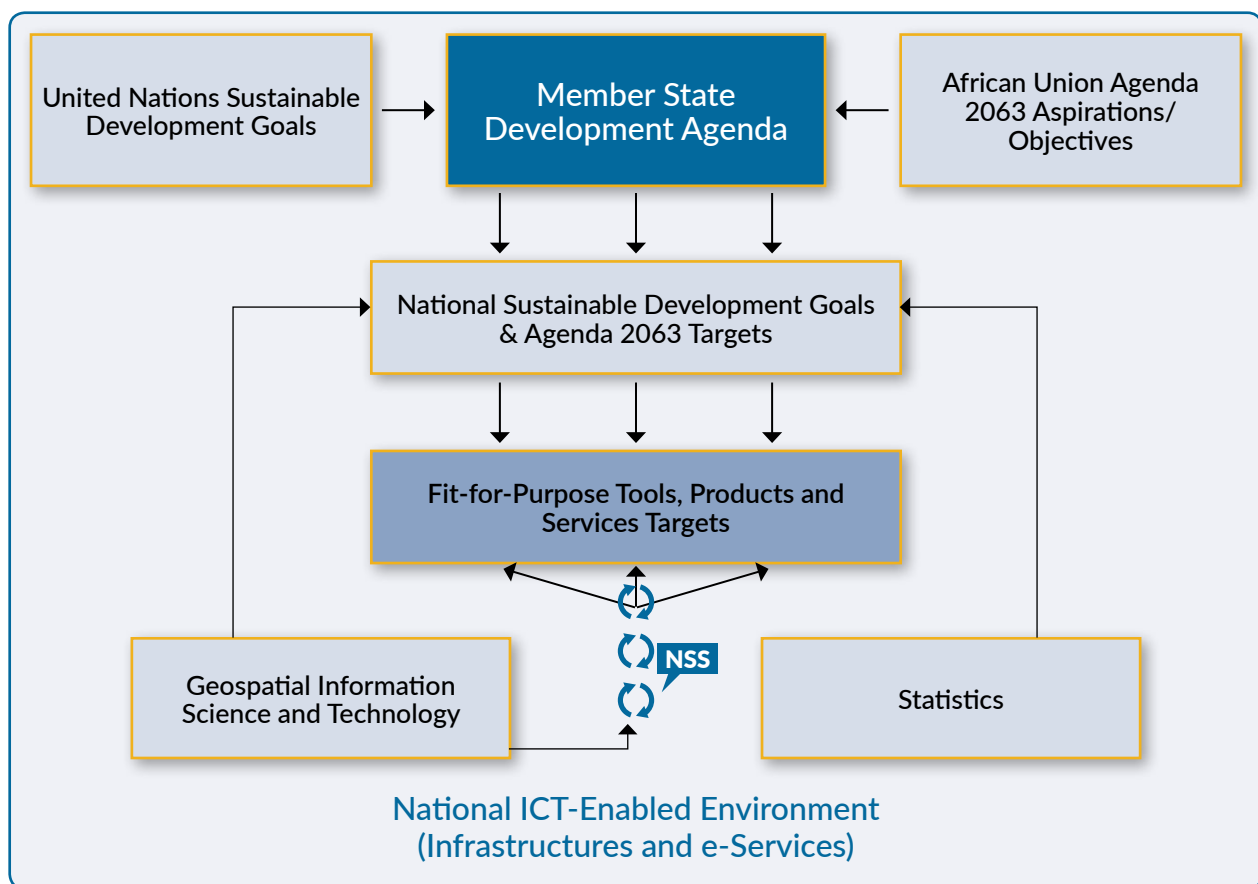 United Nations Sustainable
Development Goals
Member State
Development Agenda
African Union Agenda
2063 Aspirations/
Objectives
National Sustainable Development Goals
& Agenda 2063 Targets
Fit-for-Purpose Tools, Products and
Services Targets
NSS
Geospatial Information
Science and Technology
Statistics
National ICT-Enabled Environment
(Infrastructures and e-Services)